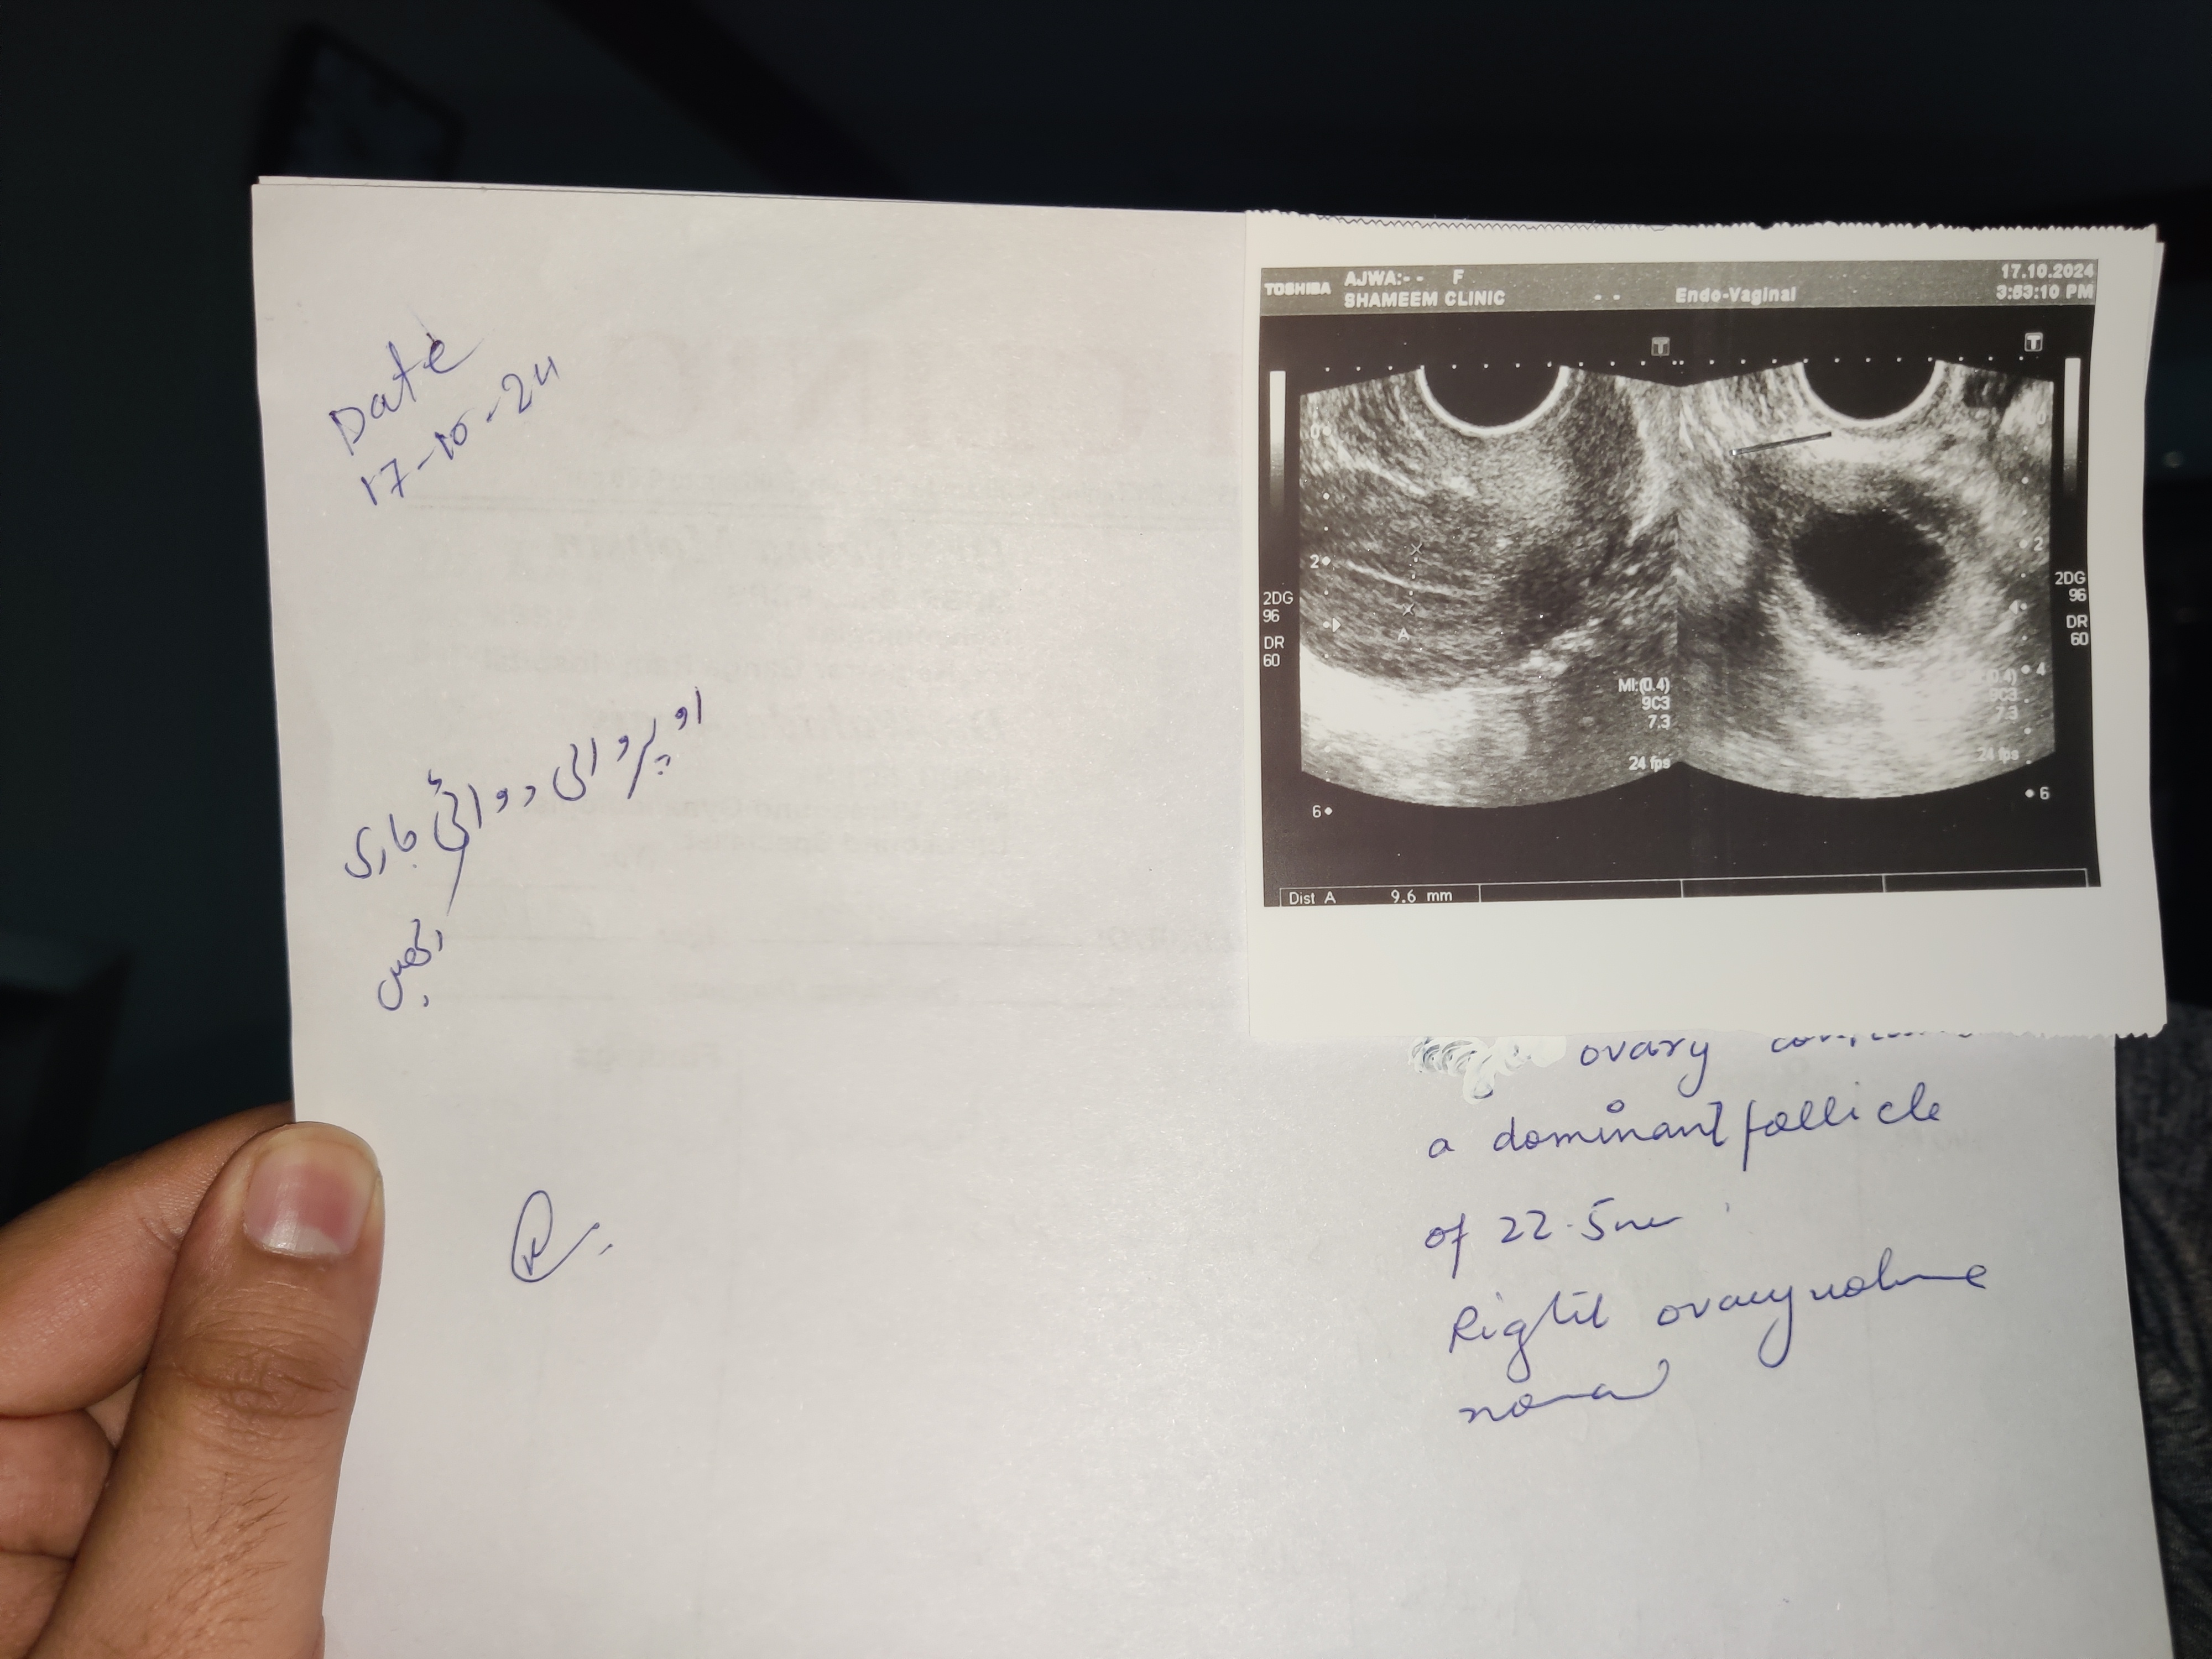 Date
17-10-24
اوپر والی دوائی جاری
رکھیں
TOSHIBA AJWA:- - F 17.10.2024
SHAMEEM CLINIC - - Endo-Vaginal 3:53:10 PM
T T
0
2 2
2DG 2DG
96 96
DR DR
60 60
4
MI:(0.4) (0.4)
9C3 9C3
7.3 7.3
24 fps 24 fps
6 6
A
Dist A 9.6 mm
ovary
a dominant follicle
of 22.5mm
Right ovary volume
normal